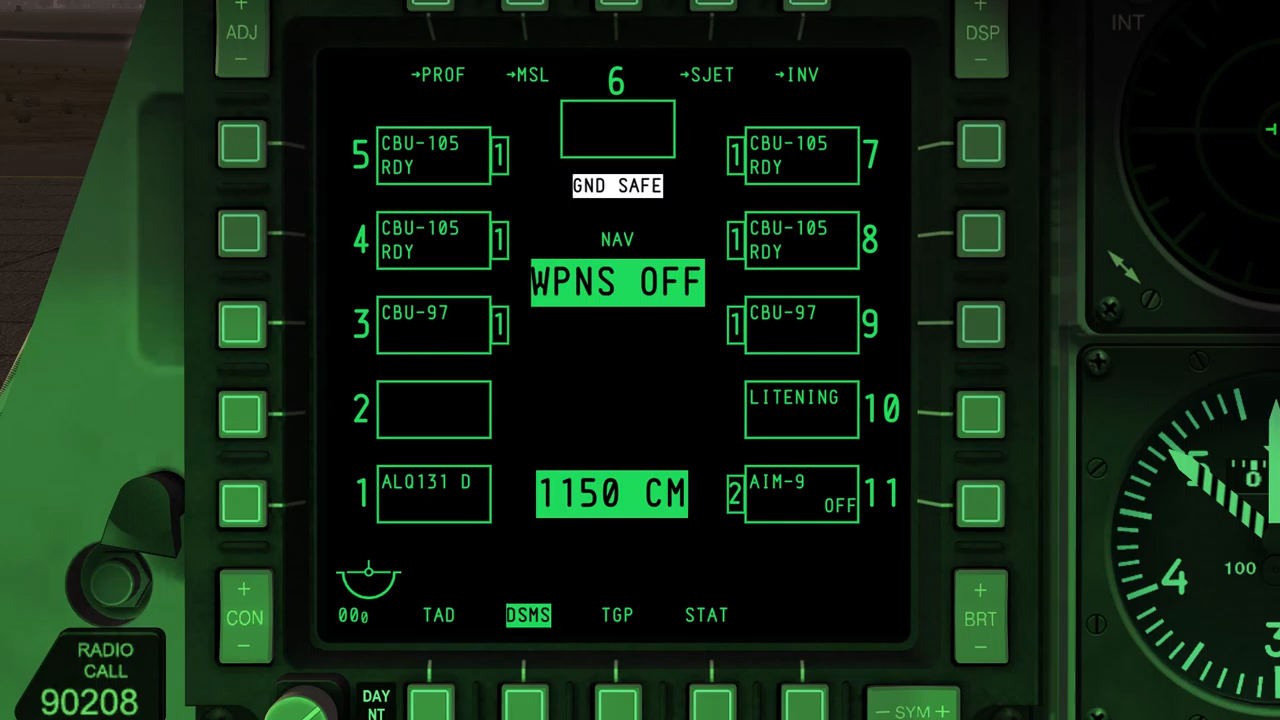 +
ADJ
−
+
DSP
−
INT
→PROF
→MSL
6
→SJET
→INV
5
CBU-105
RDY
1
1
CBU-105
RDY
7
GND SAFE
4
CBU-105
RDY
1
NAV
1
CBU-105
RDY
8
WPNS OFF
3
CBU-97
1
1
CBU-97
9
2
LITENING
10
1
ALQ131 D
1150 CM
2
AIM-9
OFF
11
000
TAD
DSMS
TGP
STAT
+
CON
−
+
BRT
−
RADIO
CALL
90208
DAY
NT
− SYM +
5
0
4
100
3